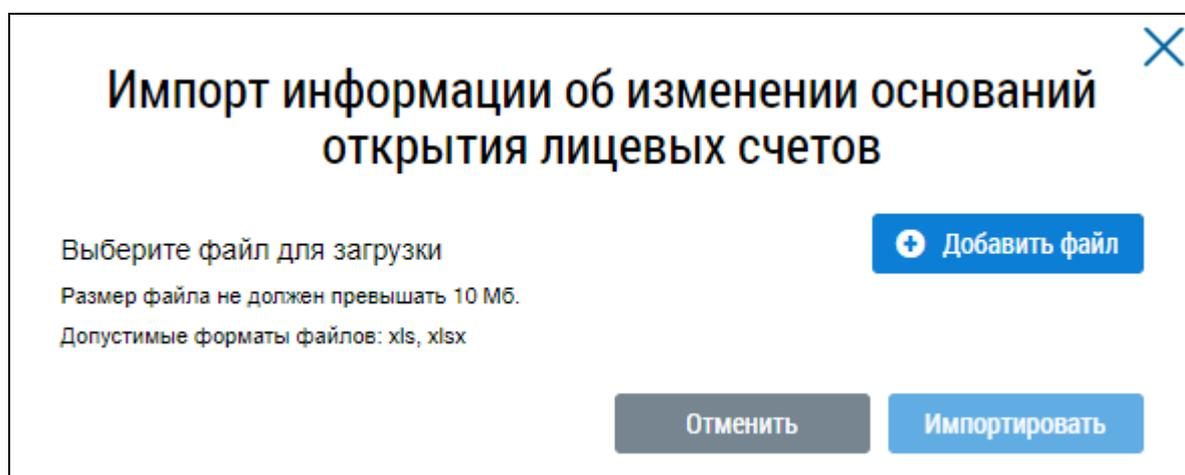 Импорт информации об изменении оснований
открытия лицевых счетов
Выберите файл для загрузки
Добавить файл
Размер файла не должен превышать 10 Мб.
Допустимые форматы файлов: xls, xlsx
Отменить
Импортировать